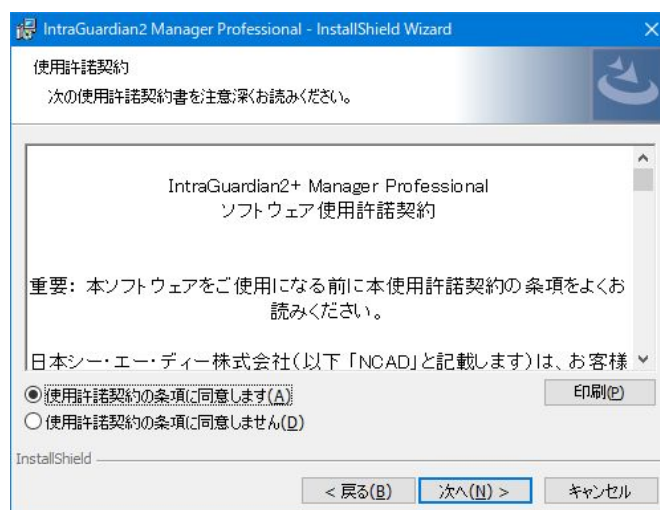 IntraGuardian2 Manager Professional - InstallShield Wizard
使用許諾契約
次の使用許諾契約書を注意深くお読みください。
IntraGuardian2+ Manager Professional
ソフトウェア使用許諾契約
重要: 本ソフトウェアをご使用になる前に本使用許諾契約の条項をよくお
読みください。
日本シー・エー・ディー株式会社(以下「NCAD」と記載します)は、お客様
使用許諾契約の条項に同意します(A)
印刷(P)
使用許諾契約の条項に同意しません(D)
InstallShield
< 戻る(B)
次へ(N) >
キャンセル